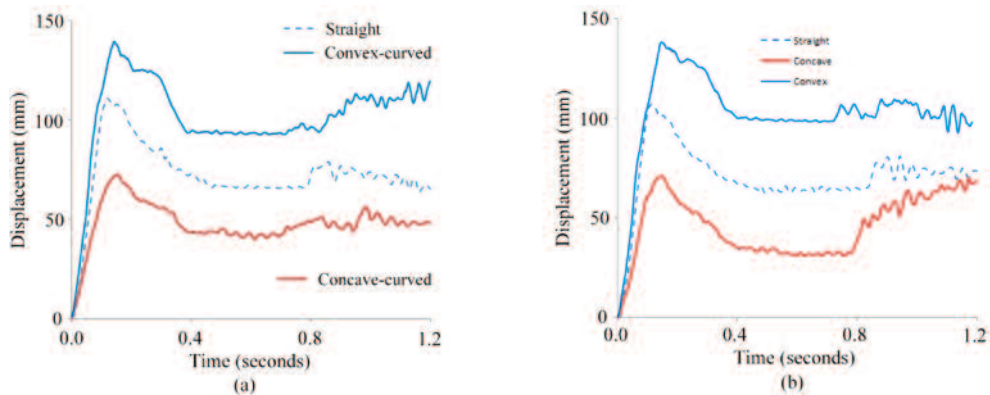 150
100
50
0
Displacement (mm)
Straight
Convex-curved
Concave-curved
0.0 0.4 0.8 1.2
Time (seconds)
(a)
150
100
50
0
Displacement (mm)
Straight
Concave
Convex
0.0 0.4 0.8 1.2
Time (seconds)
(b)